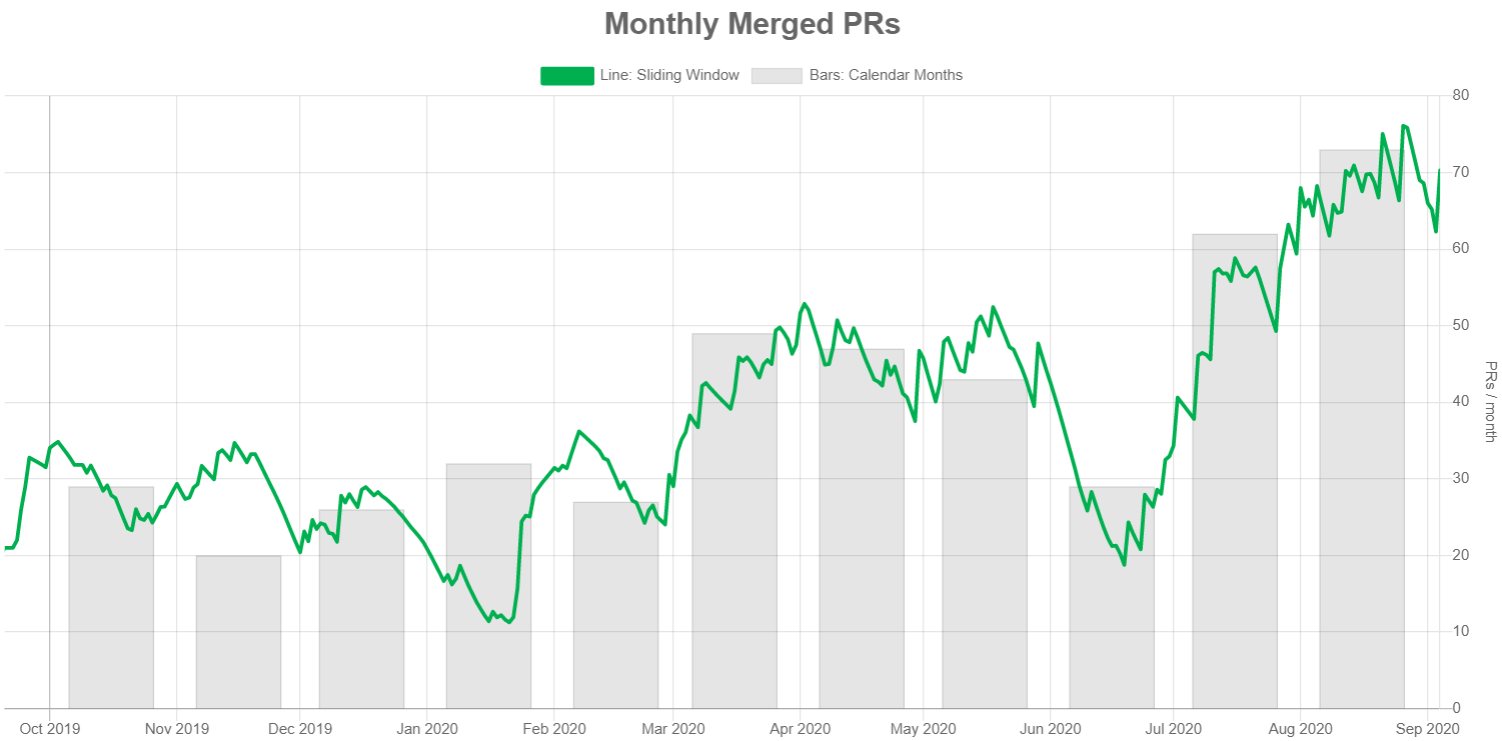 Monthly Merged PRs
Line: Sliding Window
Bars: Calendar Months
80
70
60
50
40
30
20
10
0
PRs / month
Oct 2019
Nov 2019
Dec 2019
Jan 2020
Feb 2020
Mar 2020
Apr 2020
May 2020
Jun 2020
Jul 2020
Aug 2020
Sep 2020